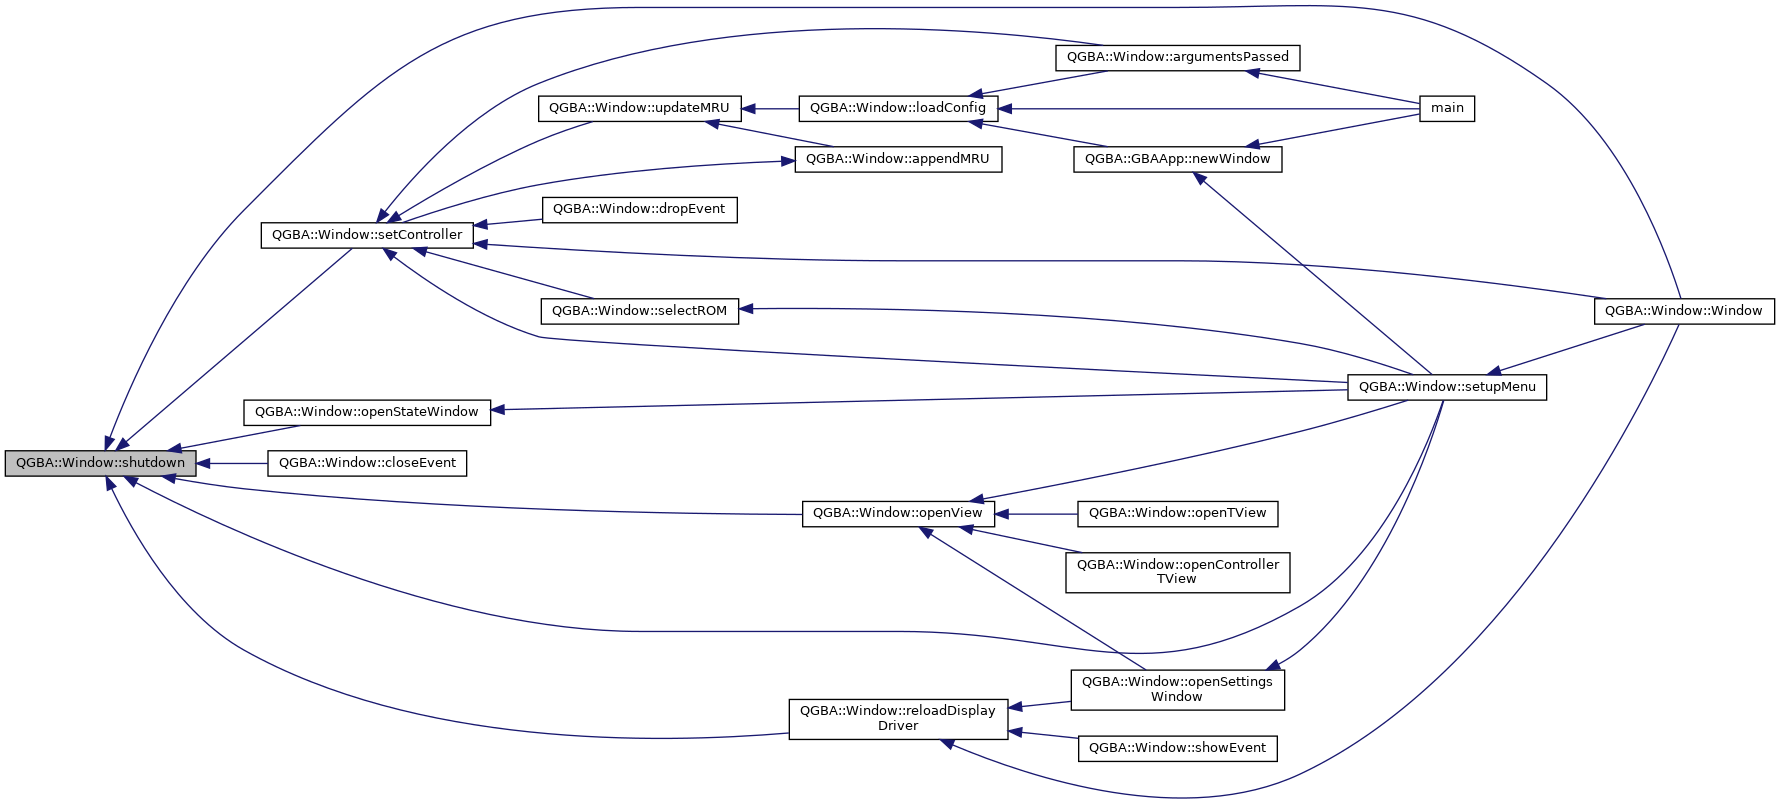 QGBA::Window::argumentsPassed
QGBA::Window::updateMRU
QGBA::Window::loadConfig
main
QGBA::Window::appendMRU
QGBA::GBAApp::newWindow
QGBA::Window::dropEvent
QGBA::Window::setController
QGBA::Window::selectROM
QGBA::Window::Window
QGBA::Window::setupMenu
QGBA::Window::openStateWindow
QGBA::Window::shutdown
QGBA::Window::closeEvent
QGBA::Window::openView
QGBA::Window::openTView
QGBA::Window::openController
TView
QGBA::Window::openSettings
Window
QGBA::Window::reloadDisplay
Driver
QGBA::Window::showEvent